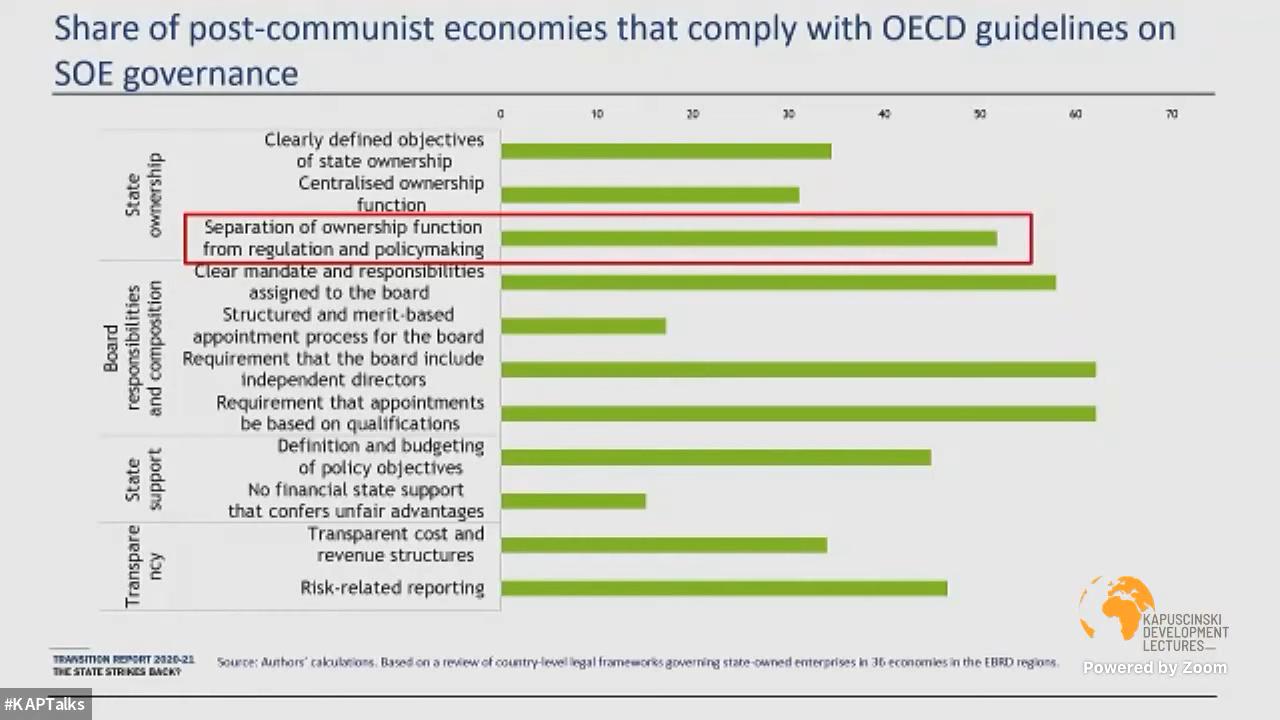 Share of post-communist economies that comply with OECD guidelines on
SOE governance
0 10 20 30 40 50 60 70
State
ownership
Clearly defined objectives
of state ownership
Centralised ownership
function
Separation of ownership function
from regulation and policymaking
Board
responsibilities
and composition
Clear mandate and responsibilities
assigned to the board
Structured and merit-based
appointment process for the board
Requirement that the board include
independent directors
Requirement that appointments
be based on qualifications
State
support
Definition and budgeting
of policy objectives
No financial state support
that confers unfair advantages
Transpare
ncy
Transparent cost and
revenue structures
Risk-related reporting
KAPUSCINSKI
DEVELOPMENT
LECTURES
Powered by Zoom
TRANSITION REPORT 2020-21
THE STATE STRIKES BACK?
Source: Authors' calculations. Based on a review of country-level legal frameworks governing state-owned enterprises in 36 economies in the EBRD regions.
#KAPTalks